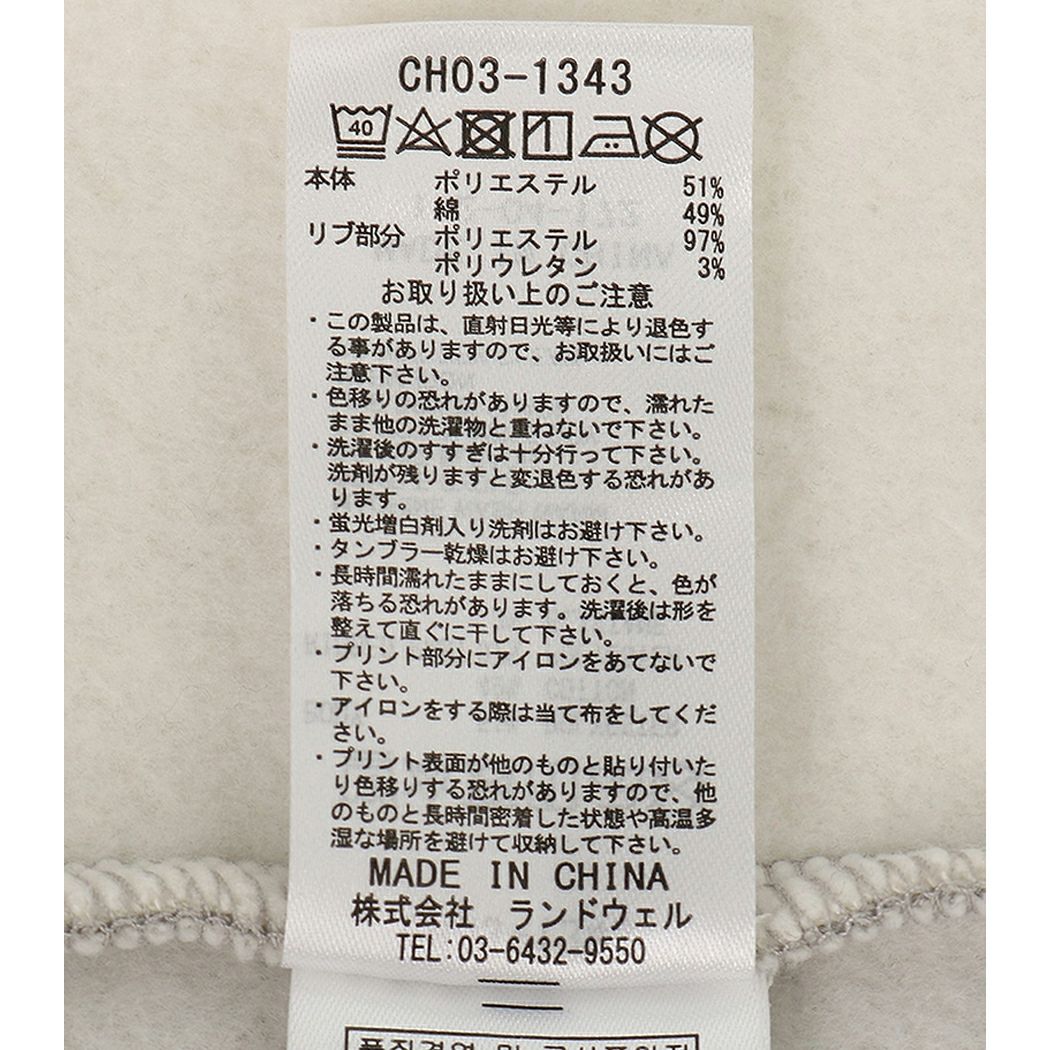 CH03-1343
40
本体 ポリエステル 51%
綿 49%
リブ部分 ポリエステル 97%
ポリウレタン 3%
お取り扱い上のご注意
・この製品は、直射日光等により退色す
る事がありますので、お取扱いにはご
注意下さい。
・色移りの恐れがありますので、濡れた
まま他の洗濯物と重ねないで下さい。
・洗濯後のすすぎは十分行って下さい。
洗剤が残りますと変退色する恐れがあ
ります。
・蛍光増白剤入り洗剤はお避け下さい。
・タンブラー乾燥はお避け下さい。
・長時間濡れたままにしておくと、色が
落ちる恐れがあります。洗濯後は形を
整えて直ぐに干して下さい。
・プリント部分にアイロンをあてないで
下さい。
・アイロンをする際は当て布をしてくだ
さい。
・プリント表面が他のものと貼り付いた
り色移りする恐れがありますので、他
のものと長時間密着した状態や高温多
湿な場所を避けて収納して下さい。
MADE IN CHINA
株式会社 ランドウェル
TEL:03-6432-9550